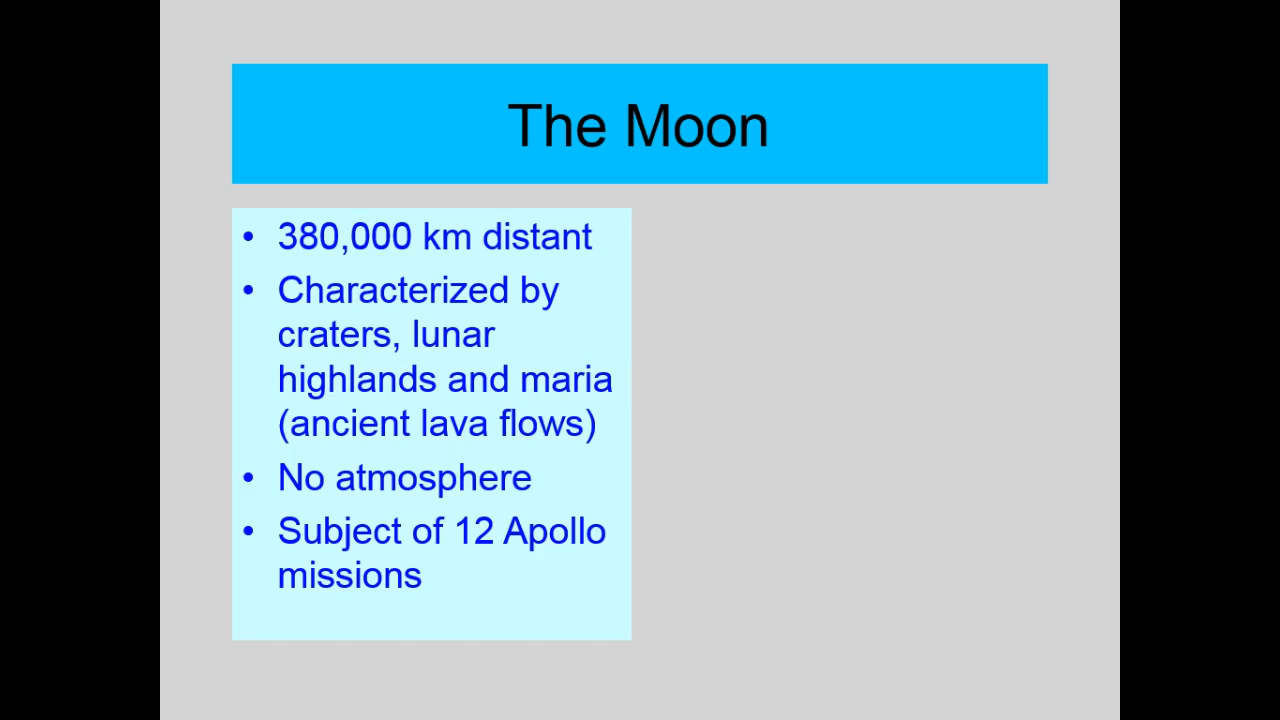 The Moon
• 380,000 km distant
• Characterized by
craters, lunar
highlands and maria
(ancient lava flows)
• No atmosphere
• Subject of 12 Apollo
missions